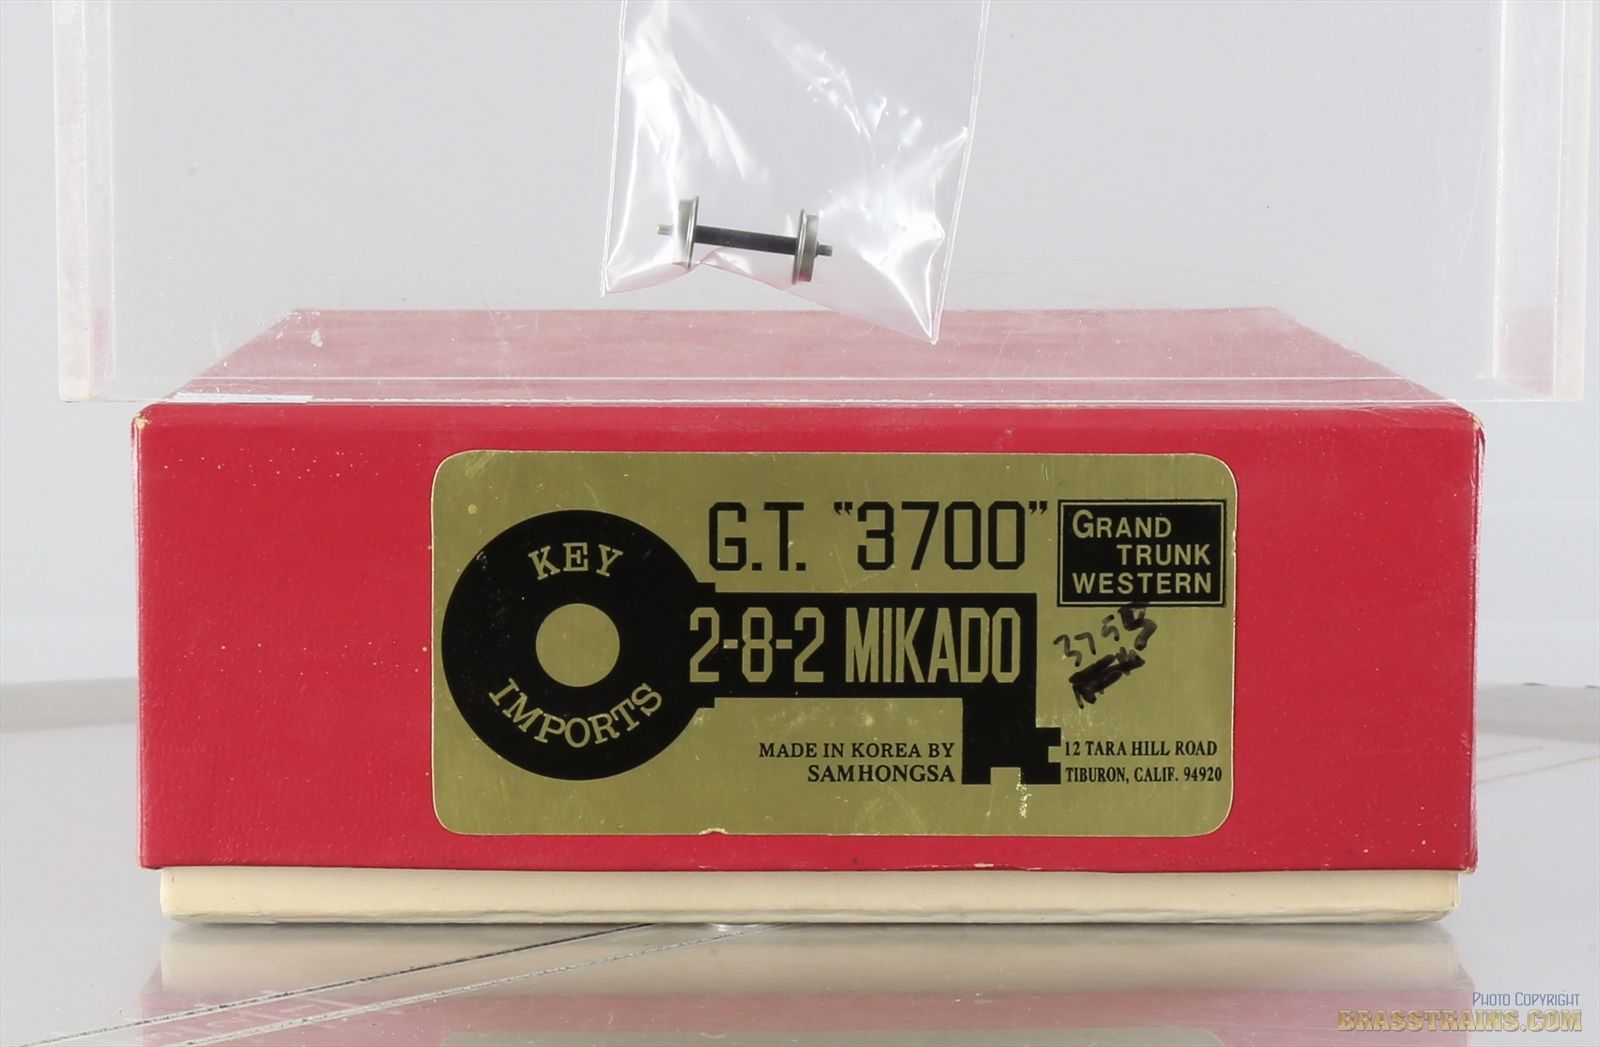 G.T. "3700"
GRAND
TRUNK
WESTERN
KEY
IMPORTS
2-8-2 MIKADO
MADE IN KOREA BY
SAMHONGSA
12 TARA HILL ROAD
TIBURON, CALIF. 94920
PHOTO COPYRIGHT
BRASSTRAINS.COM